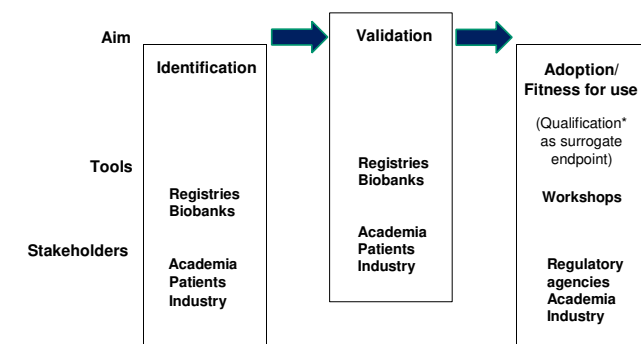 Aim
Tools
Stakeholders
Identification
Registries
Biobanks
Academia
Patients
Industry
Validation
Registries
Biobanks
Academia
Patients
Industry
Adoption/
Fitness for use
(Qualification*
as surrogate
endpoint)
Workshops
Regulatory
agencies
Academia
Industry